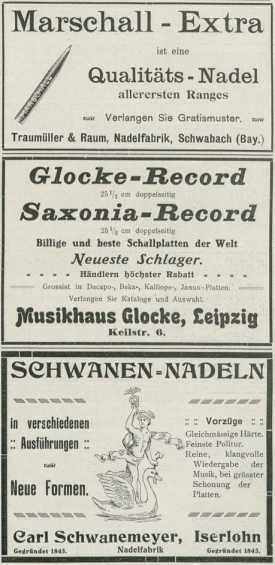 Marschall - Extra
ist eine
Qualitäts - Nadel
allerersten Ranges
Verlangen Sie Gratismuster.
Traumüller & Raum, Nadelfabrik, Schwabach (Bay.)
Glocke-Record
25 1/2 cm doppelseitig
Saxonia-Record
25 1/2 cm doppelseitig
Billige und beste Schallplatten der Welt
Neueste Schlager.
Händlern höchster Rabatt
Grossist in Dacapo-, Beka-, Kalliope-, Janus-Platten.
Verlangen Sie Kataloge und Auswahl.
Musikhaus Glocke, Leipzig
Keilstr. 6.
SCHWANEN-NADELN
in verschiedenen
:: Ausführungen ::
Neue Formen.
:: :: Vorzüge :: ::
Gleichmässige Härte.
Feinste Politur.
Reine, klangvolle
Wiedergabe der
Musik, bei grösster
Schonung der
Platten.
Carl Schwanemeyer, Iserlohn
Gegründet 1845. Nadelfabrik Gegründet 1845.